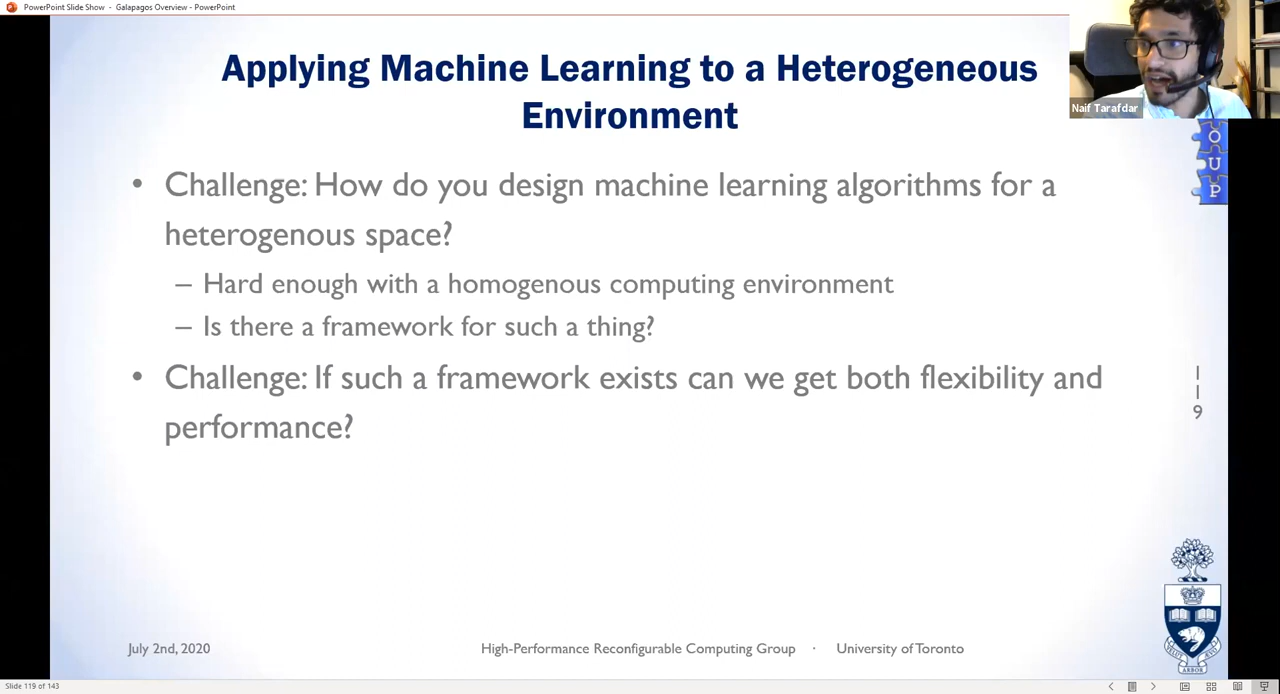 PowerPoint Slide Show - Galapagos Overview - PowerPoint
Applying Machine Learning to a Heterogeneous
Environment
Naif Tarafdar
O
U
P
• Challenge: How do you design machine learning algorithms for a
heterogenous space?
– Hard enough with a homogenous computing environment
– Is there a framework for such a thing?
• Challenge: If such a framework exists can we get both flexibility and
performance?
1
1
9
July 2nd, 2020
High-Performance Reconfigurable Computing Group · University of Toronto
ARBOR
Slide 119 of 143